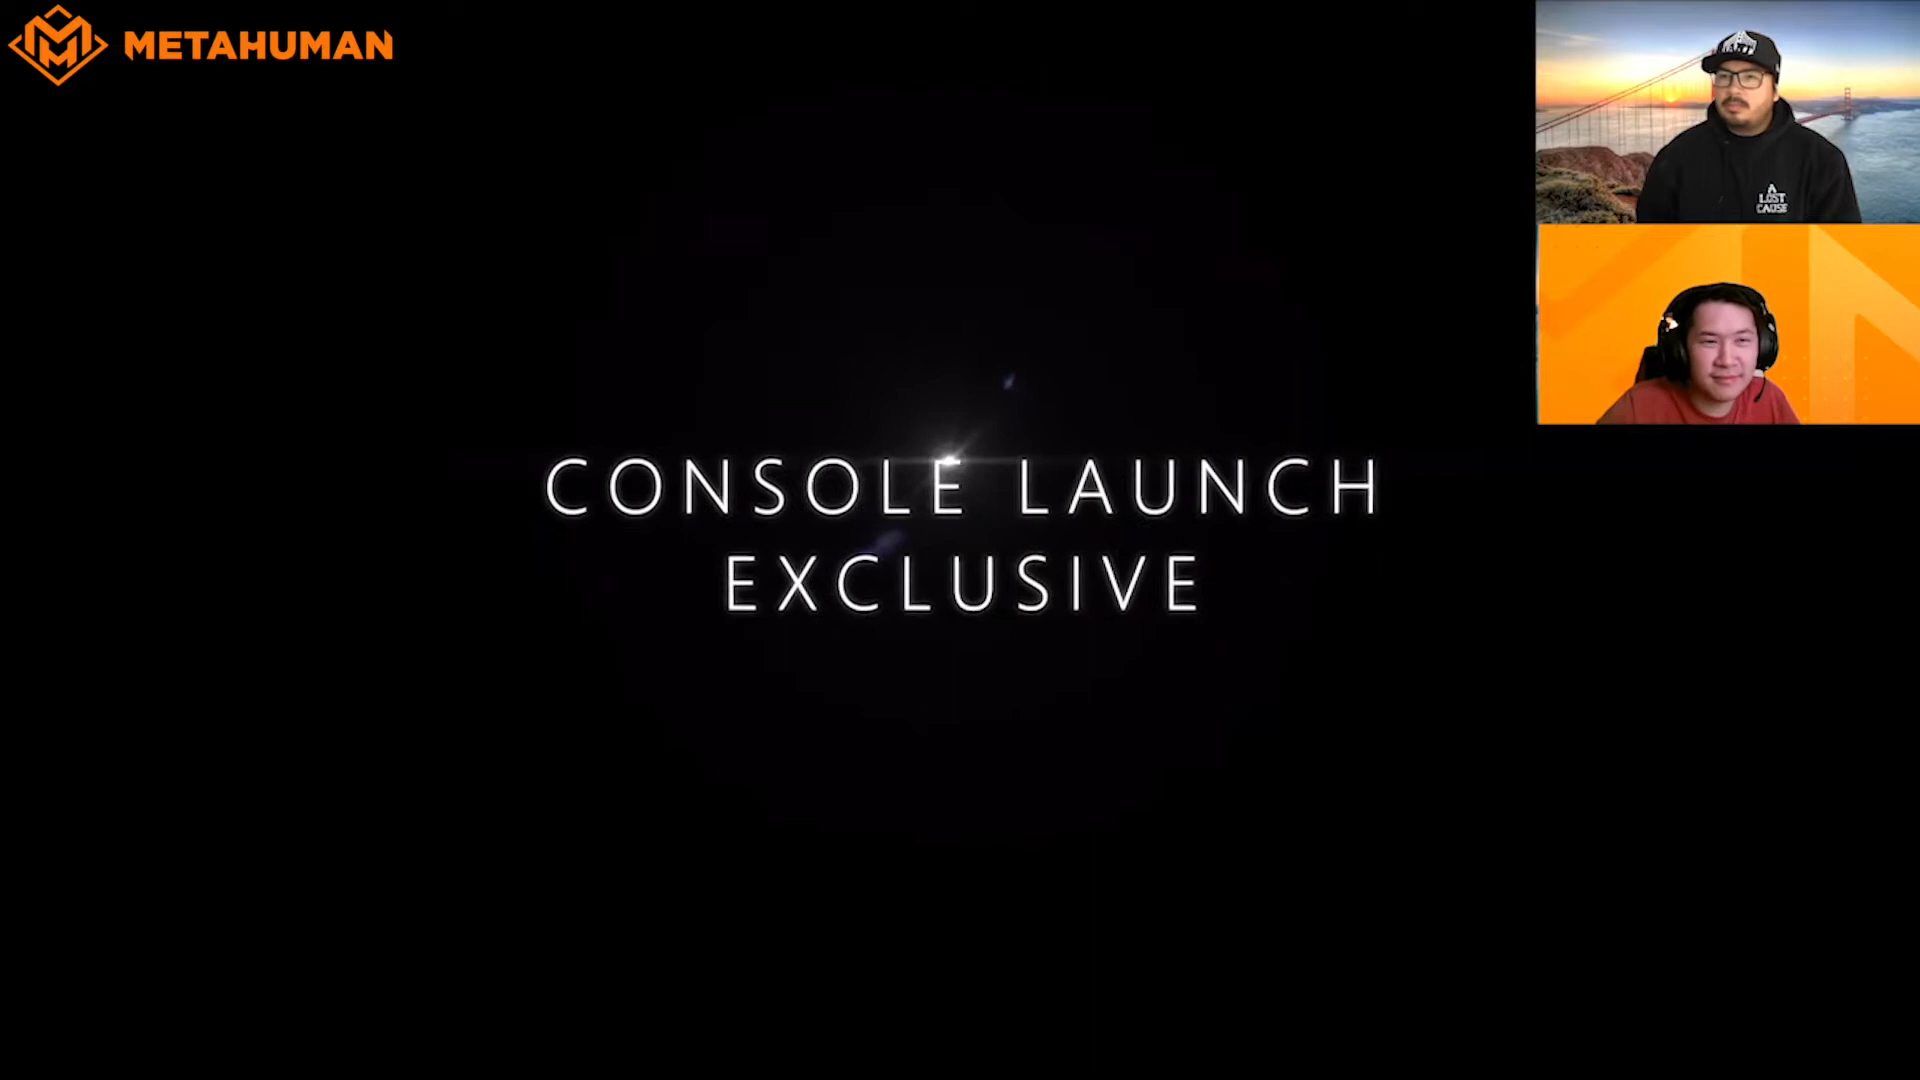 METAHUMAN
CONSOLE LAUNCH
EXCLUSIVE
A
LOST
CAUSE